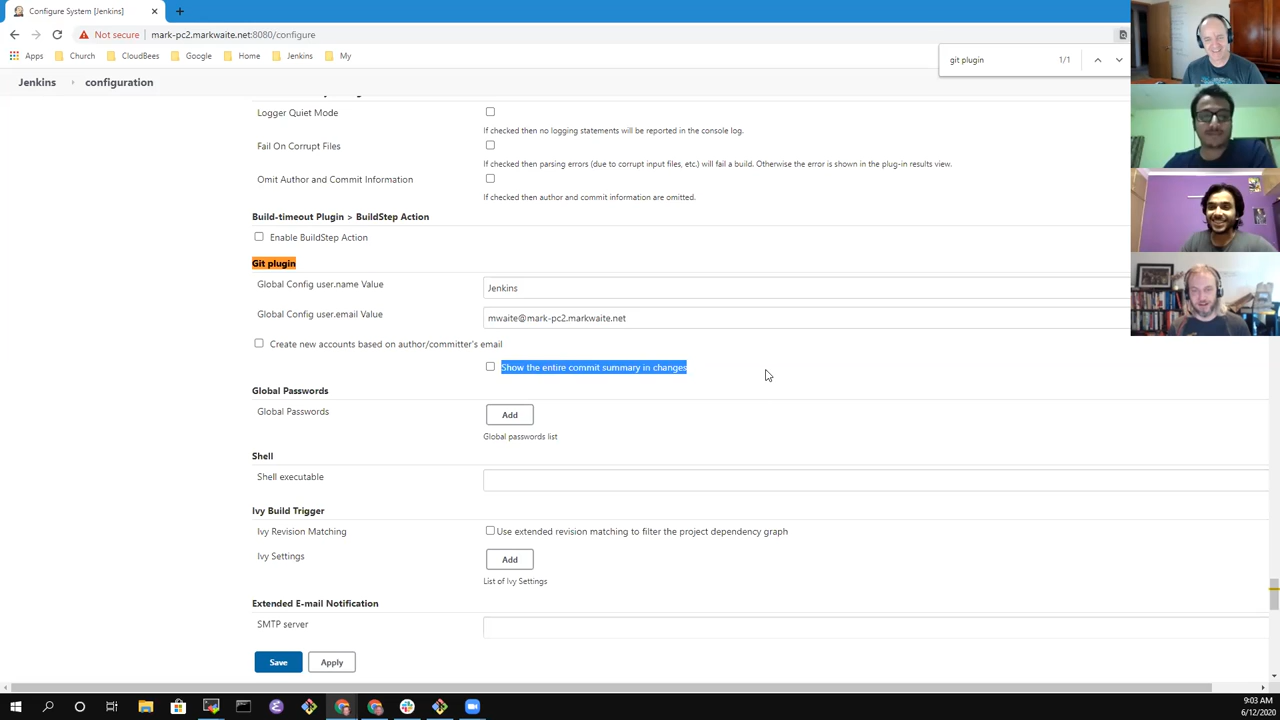 Configure System [Jenkins]
Not secure
mark-pc2.markwaite.net:8080/configure
Apps
Church
CloudBees
Google
Home
Jenkins
My
git plugin
1/1
Jenkins
configuration
Logger Quiet Mode
If checked then no logging statements will be reported in the console log.
Fail On Corrupt Files
If checked then parsing errors (due to corrupt input files, etc.) will fail a build. Otherwise the error is shown in the plug-in results view.
Omit Author and Commit Information
If checked then author and commit information are omitted.
Build-timeout Plugin > BuildStep Action
Enable BuildStep Action
Git plugin
Global Config user.name Value
Jenkins
Global Config user.email Value
mwaite@mark-pc2.markwaite.net
Create new accounts based on author/committer's email
Show the entire commit summary in changes
Global Passwords
Global Passwords
Add
Global passwords list
Shell
Shell executable
Ivy Build Trigger
Ivy Revision Matching
Use extended revision matching to filter the project dependency graph
Ivy Settings
Add
List of Ivy Settings
Extended E-mail Notification
SMTP server
Save
Apply
9:03 AM
6/12/2020